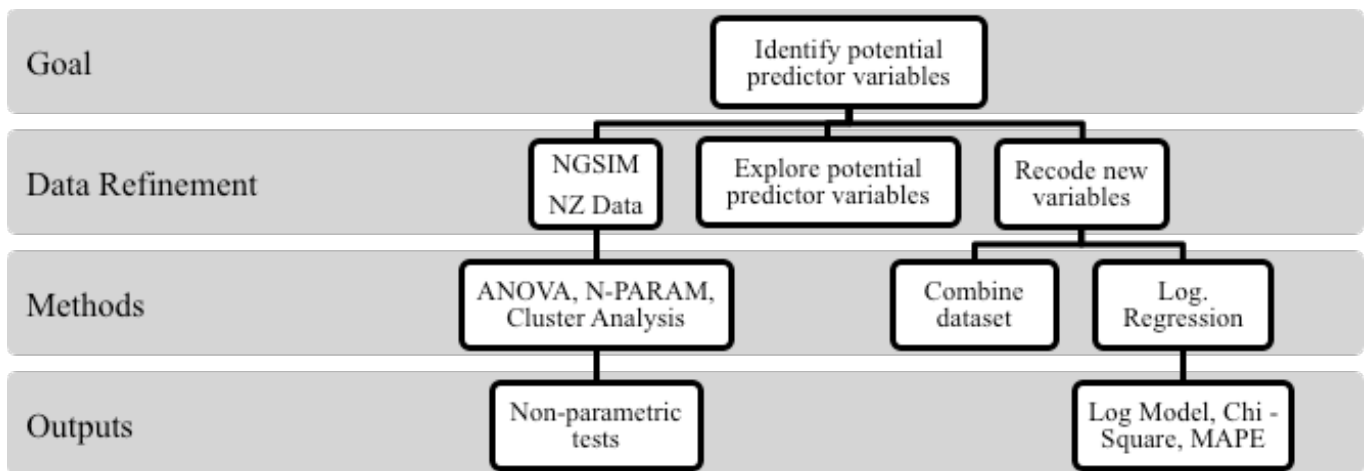 Goal
Identify potential
predictor variables
Data Refinement
NGSIM
NZ Data
Explore potential
predictor variables
Recode new
variables
Methods
ANOVA, N-PARAM,
Cluster Analysis
Combine
dataset
Log.
Regression
Outputs
Non-parametric
tests
Log Model, Chi -
Square, MAPE